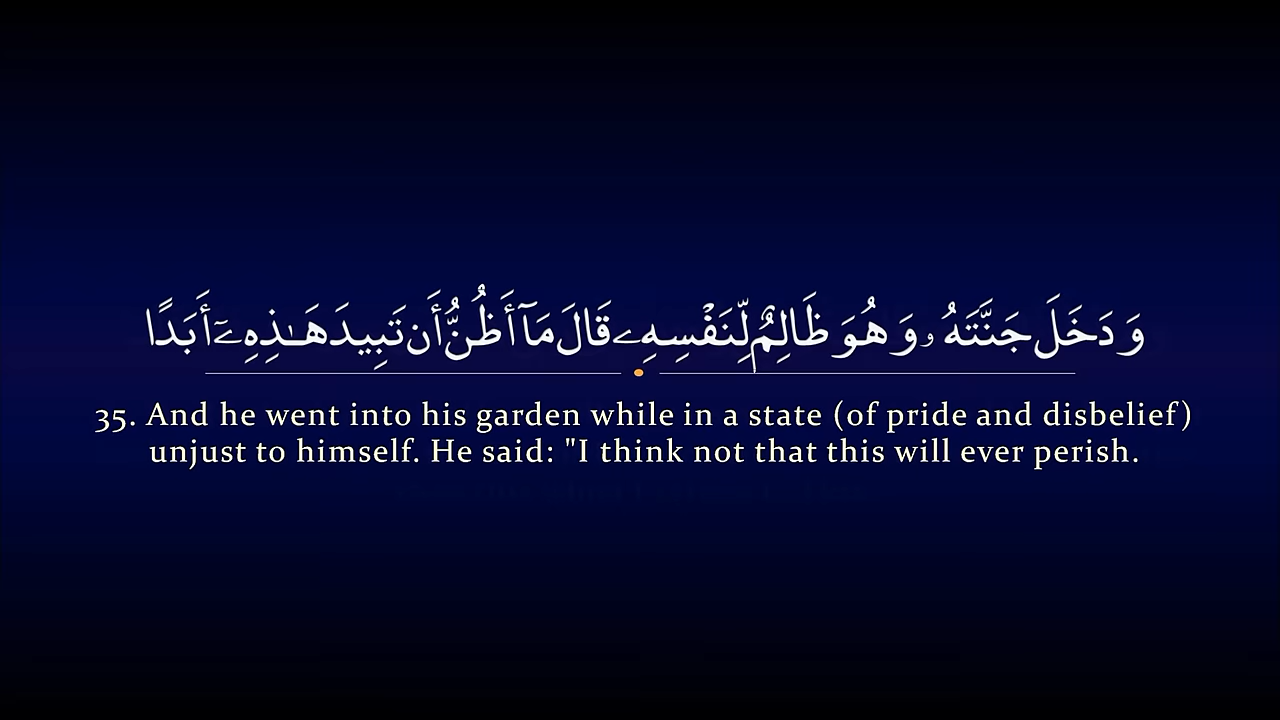 وَدَخَلَ جَنَّتَهُۥ وَهُوَ ظَالِمٌ لِّنَفْسِهِۦ قَالَ مَآ أَظُنُّ أَن تَبِيدَ هَـٰذِهِۦٓ أَبَدًا
35. And he went into his garden while in a state (of pride and disbelief)
unjust to himself. He said: "I think not that this will ever perish.